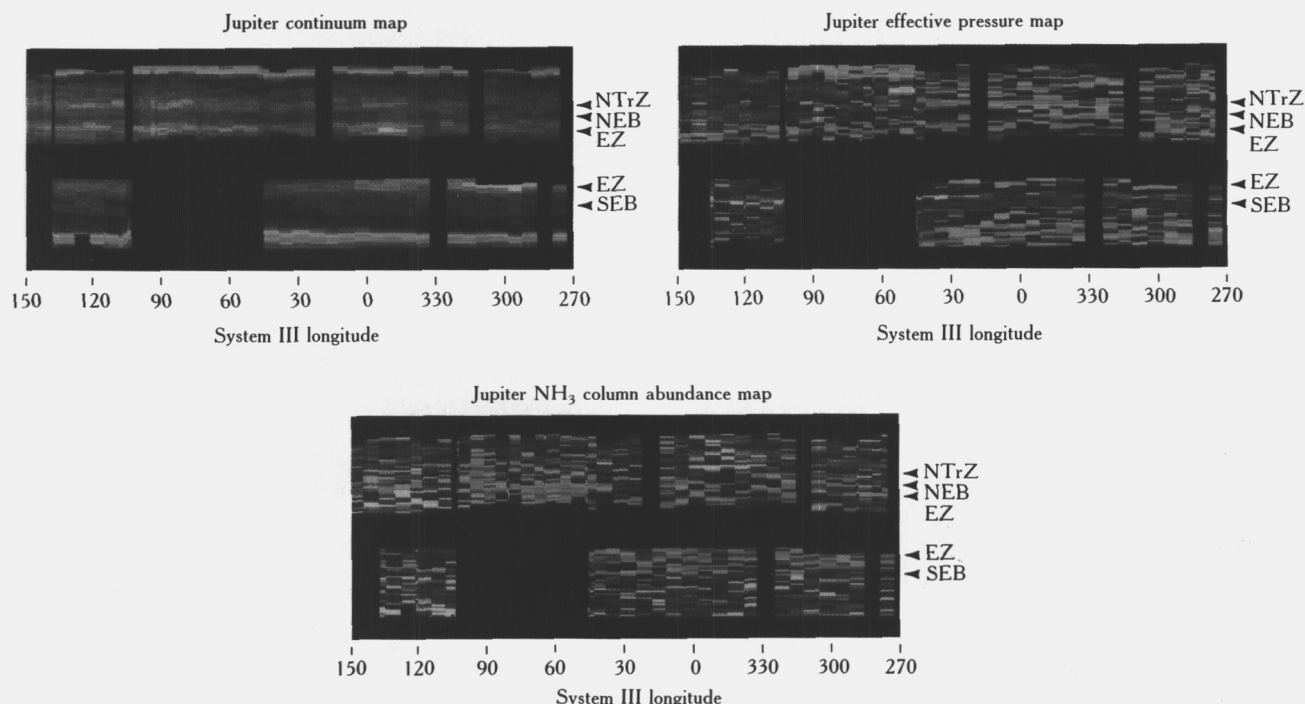 Jupiter continuum map
NTrZ
NEB
EZ
EZ
SEB
150 120 90 60 30 0 330 300 270
System III longitude
Jupiter effective pressure map
NTrZ
NEB
EZ
EZ
SEB
150 120 90 60 30 0 330 300 270
System III longitude
Jupiter NH₃ column abundance map
NTrZ
NEB
EZ
EZ
SEB
150 120 90 60 30 0 330 300 270
System III longitude